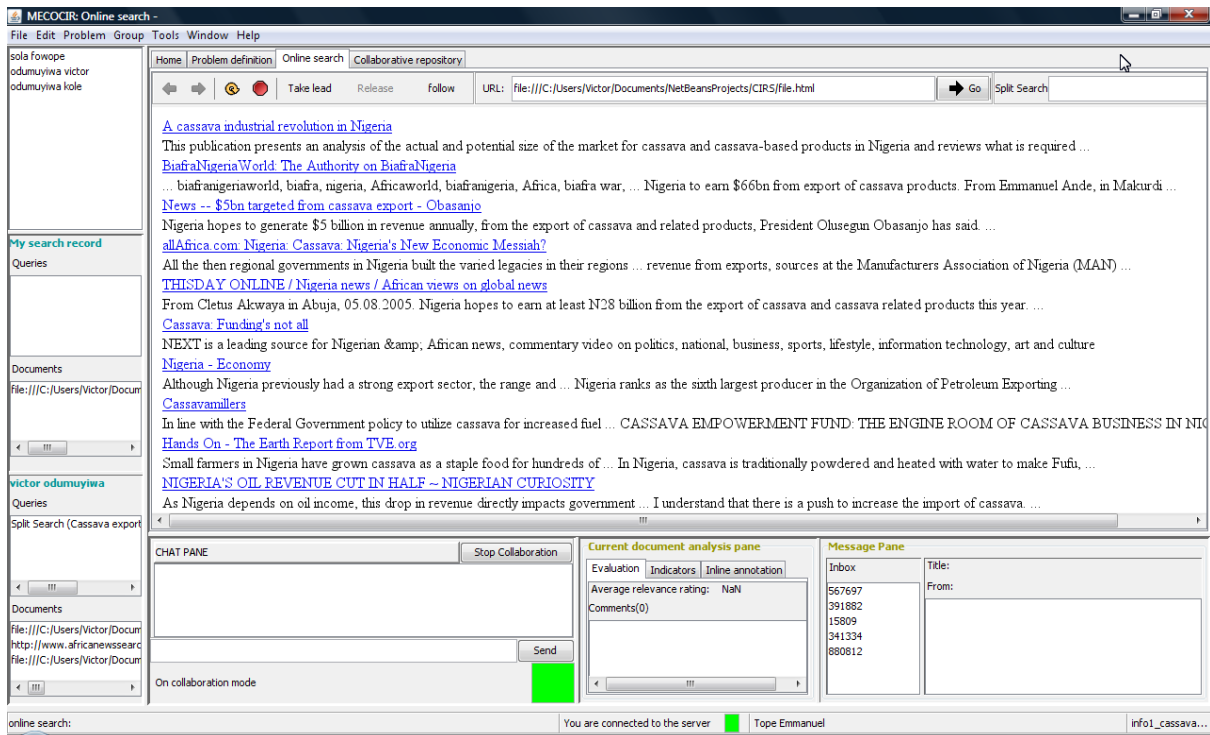 MECOCIR: Online search -
File Edit Problem Group Tools Window Help
sola fowope
odumuyiwa victor
odumuyiwa kole
My search record
Queries
Documents
file:///C:/Users/Victor/Docum
victor odumuyiwa
Queries
Split Search (Cassava export
Documents
file:///C:/Users/Victor/Docum
http://www.africanewssearc
file:///C:/Users/Victor/Docum
Home Problem definition Online search Collaborative repository
Take lead Release follow URL: file:///C:/Users/Victor/Documents/NetBeansProjects/CIRS/file.html Go Split Search
A cassava industrial revolution in Nigeria
This publication presents an analysis of the actual and potential size of the market for cassava and cassava-based products in Nigeria and reviews what is required ...
BiafraNigeriaWorld: The Authority on BiafraNigeria
... biafranigeriaworld, biafra, nigeria, Africaworld, biafranigeria, Africa, biafra war, ... Nigeria to earn $66bn from export of cassava products. From Emmanuel Ande, in Makurdi ...
News -- $5bn targeted from cassava export - Obasanjo
Nigeria hopes to generate $5 billion in revenue annually, from the export of cassava and related products, President Olusegun Obasanjo has said. ...
allAfrica.com: Nigeria: Cassava: Nigeria's New Economic Messiah?
All the then regional governments in Nigeria built the varied legacies in their regions ... revenue from exports, sources at the Manufacturers Association of Nigeria (MAN) ...
THISDAY ONLINE / Nigeria news / African views on global news
From Cletus Akwaya in Abuja, 05.08.2005. Nigeria hopes to earn at least N28 billion from the export of cassava and cassava related products this year. ...
Cassava: Funding's not all
NEXT is a leading source for Nigerian &amp; African news, commentary video on politics, national, business, sports, lifestyle, information technology, art and culture
Nigeria - Economy
Although Nigeria previously had a strong export sector, the range and ... Nigeria ranks as the sixth largest producer in the Organization of Petroleum Exporting ...
Cassavamillers
In line with the Federal Government policy to utilize cassava for increased fuel ... CASSAVA EMPOWERMENT FUND: THE ENGINE ROOM OF CASSAVA BUSINESS IN NIG
Hands On - The Earth Report from TVE.org
Small farmers in Nigeria have grown cassava as a staple food for hundreds of ... In Nigeria, cassava is traditionally powdered and heated with water to make Fufu, ...
NIGERIA'S OIL REVENUE CUT IN HALF ~ NIGERIAN CURIOSITY
As Nigeria depends on oil income, this drop in revenue directly impacts government ... I understand that there is a push to increase the import of cassava. ...
CHAT PANE Stop Collaboration
Send
On collaboration mode
Current document analysis pane
Evaluation Indicators Inline annotation
Average relevance rating: NaN
Comments(0)
Message Pane
Inbox
567697
391882
15809
341334
880812
Title:
From:
online search: You are connected to the server Tope Emmanuel info1_cassava...